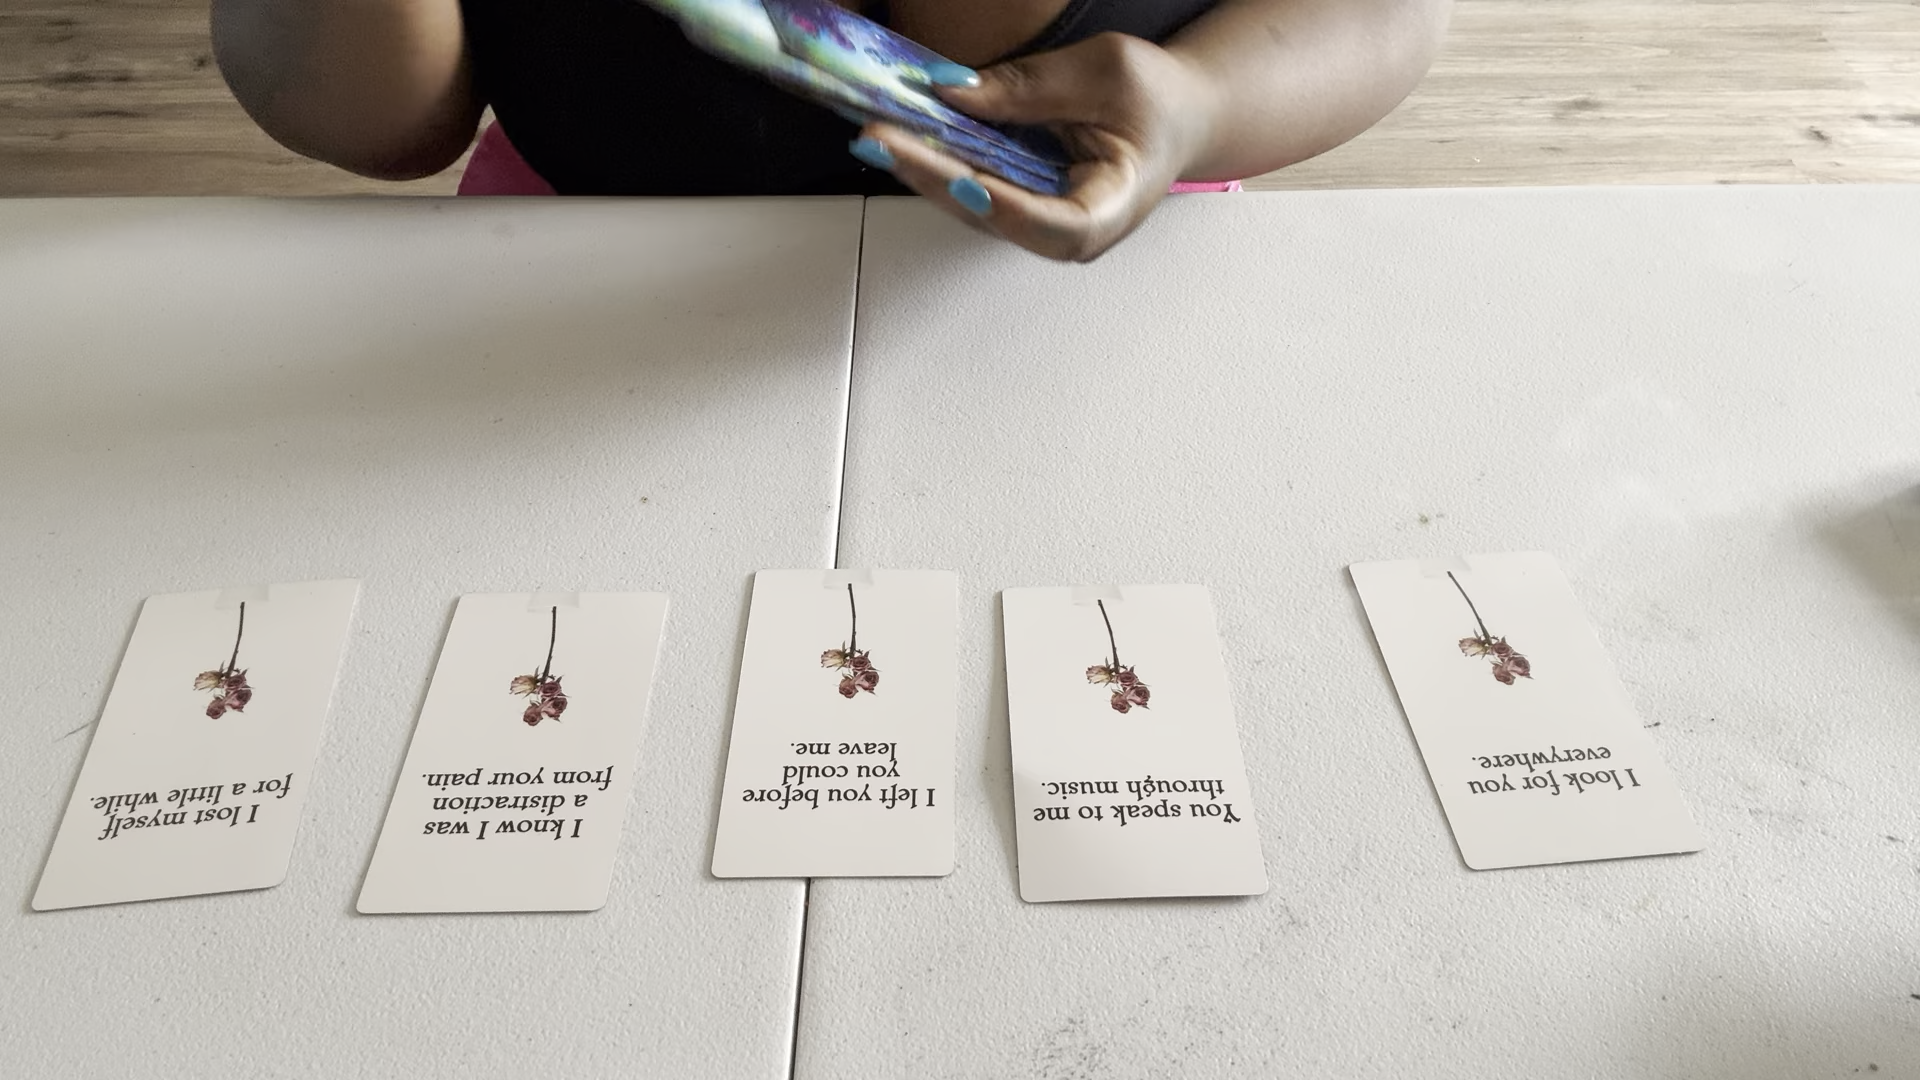 I lost myself
for a little while.
I know I was
a distraction
from your pain.
I left you before
you could
leave me.
You speak to me
through music.
I look for you
everywhere.